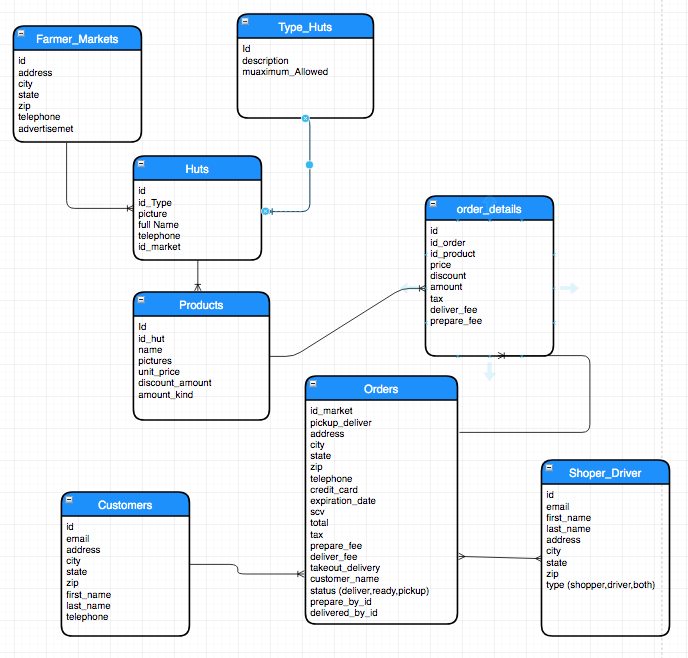 Farmer_Markets
id
address
city
state
zip
telephone
advertisemet
Type_Huts
Id
description
muaximum_Allowed
Huts
id
id_Type
picture
full Name
telephone
id_market
order_details
id
id_order
id_product
price
discount
amount
tax
deliver_fee
prepare_fee
Products
Id
id_hut
name
pictures
unit_price
discount_amount
amount_kind
Orders
id_market
pickup_deliver
address
city
state
zip
telephone
credit_card
expiration_date
scv
total
tax
prepare_fee
deliver_fee
takeout_delivery
customer_name
status (deliver,ready,pickup)
prepare_by_id
delivered_by_id
Shoper_Driver
id
email
first_name
last_name
address
city
state
zip
type (shopper,driver,both)
Customers
id
email
address
city
state
zip
first_name
last_name
telephone